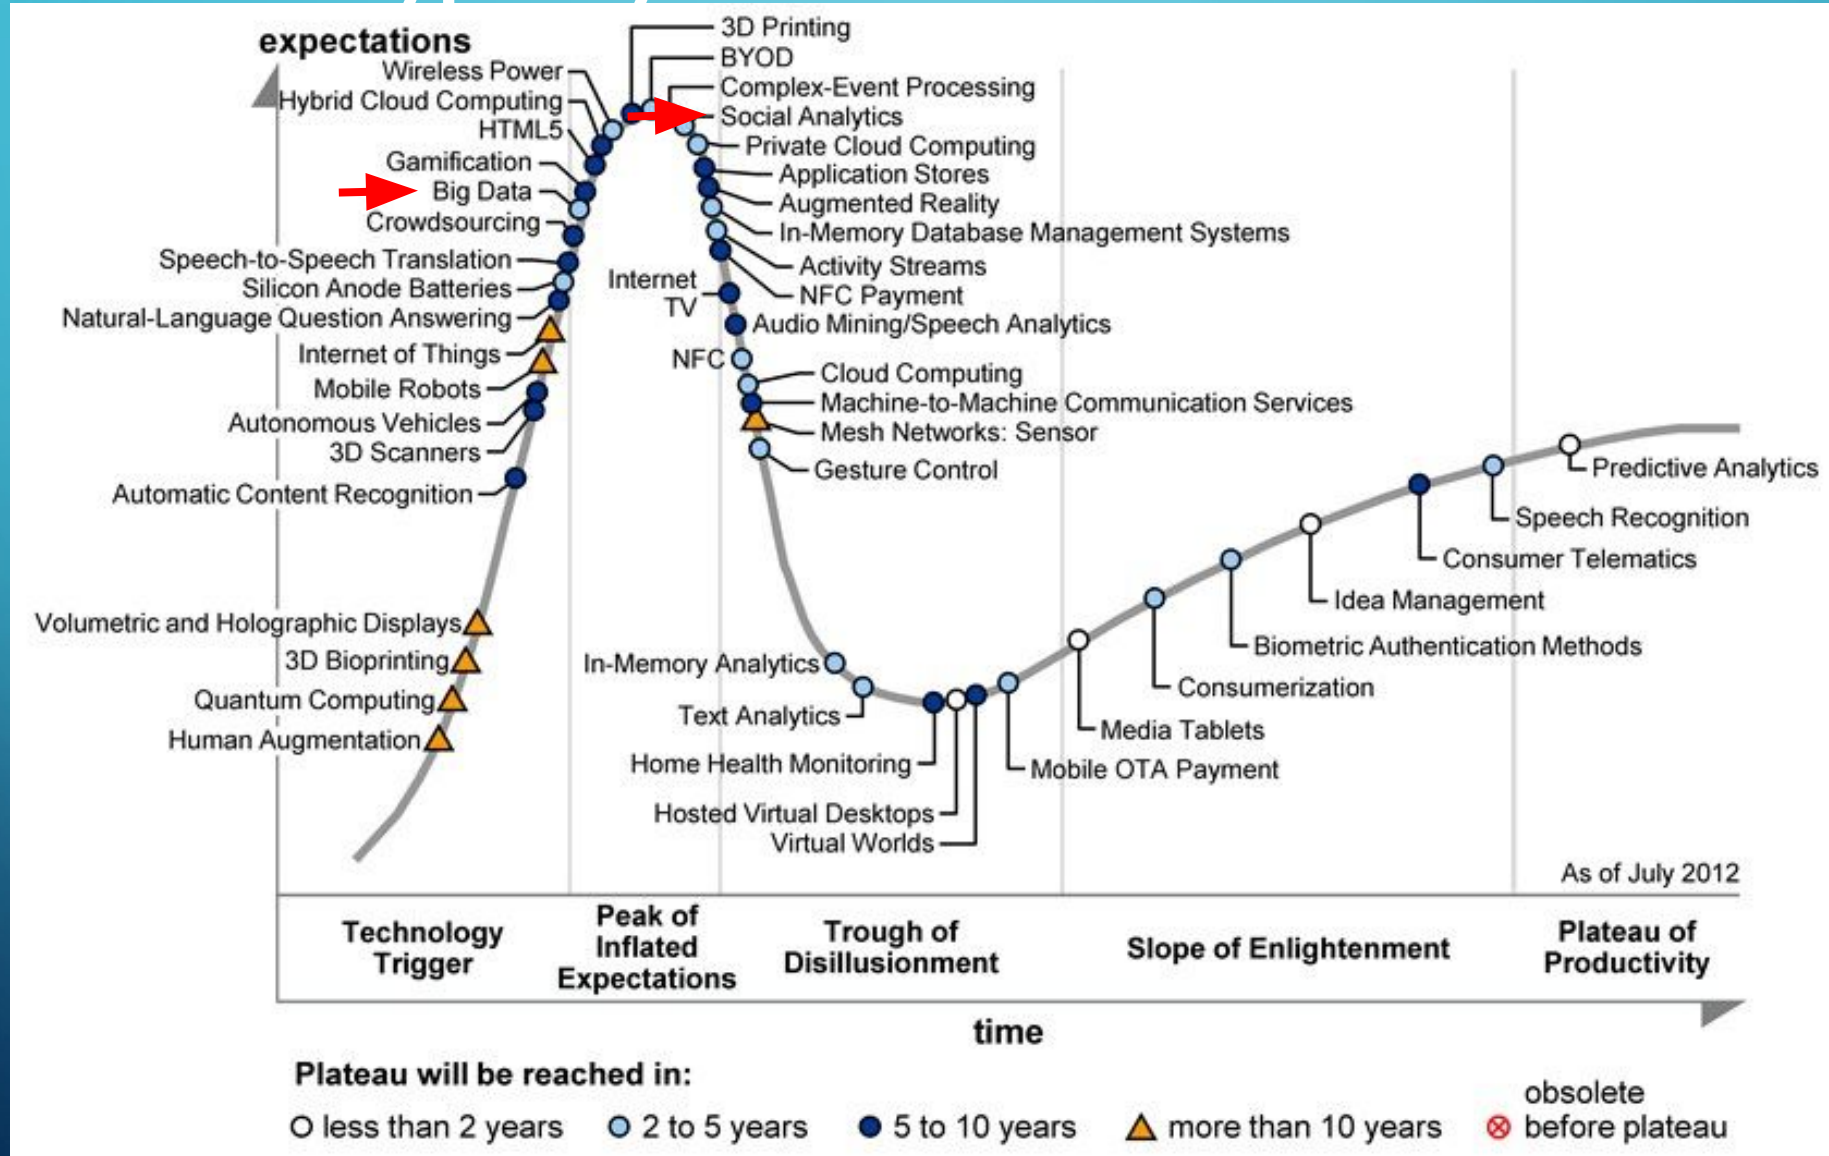 expectations
3D Printing
BYOD
Complex-Event Processing
Social Analytics
Private Cloud Computing
Application Stores
Augmented Reality
In-Memory Database Management Systems
Activity Streams
NFC Payment
Internet
TV
Audio Mining/Speech Analytics
NFC
Cloud Computing
Machine-to-Machine Communication Services
Mesh Networks: Sensor
Gesture Control
Wireless Power
Hybrid Cloud Computing
HTML5
Gamification
Big Data
Crowdsourcing
Speech-to-Speech Translation
Silicon Anode Batteries
Natural-Language Question Answering
Internet of Things
Mobile Robots
Autonomous Vehicles
3D Scanners
Automatic Content Recognition
Volumetric and Holographic Displays
3D Bioprinting
Quantum Computing
Human Augmentation
In-Memory Analytics
Text Analytics
Home Health Monitoring
Hosted Virtual Desktops
Virtual Worlds
Mobile OTA Payment
Media Tablets
Consumerization
Biometric Authentication Methods
Idea Management
Consumer Telematics
Speech Recognition
Predictive Analytics
As of July 2012
Technology
Trigger
Peak of
Inflated
Expectations
Trough of
Disillusionment
Slope of Enlightenment
Plateau of
Productivity
time
Plateau will be reached in:
less than 2 years
2 to 5 years
5 to 10 years
more than 10 years
obsolete
before plateau